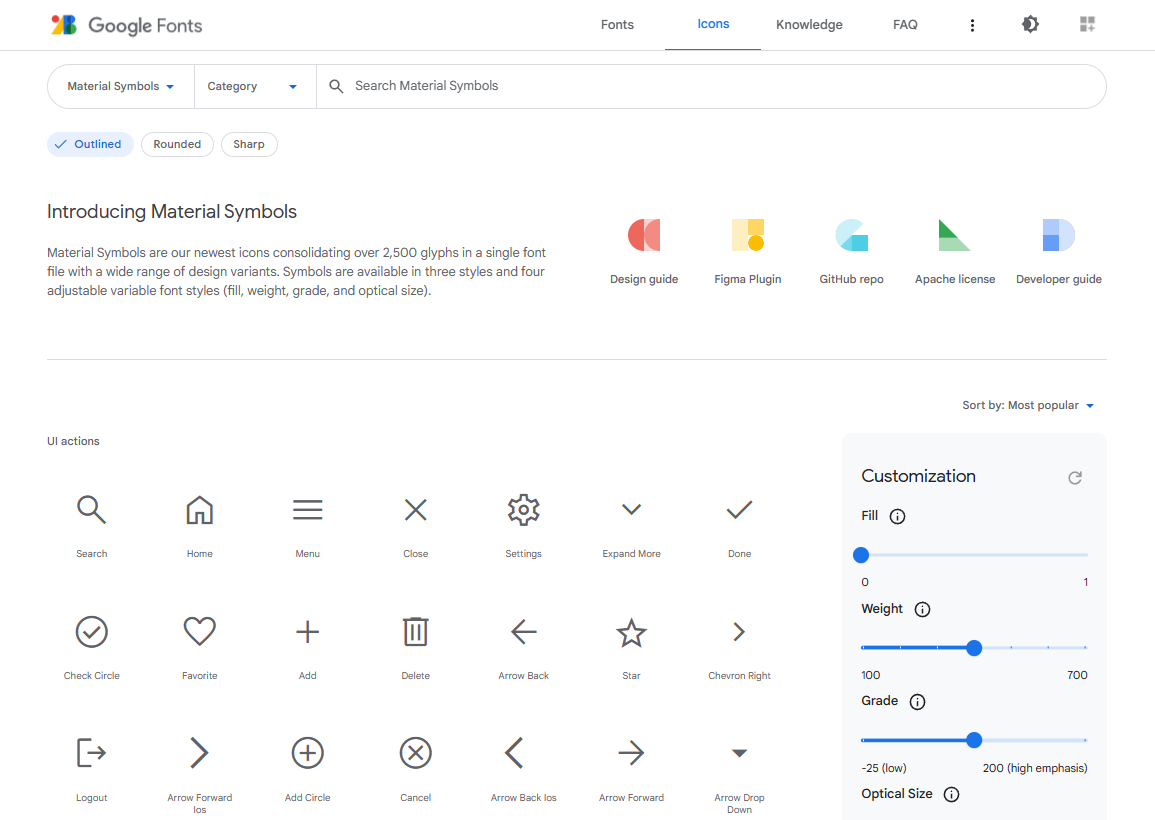 Google Fonts
Fonts
Icons
Knowledge
FAQ
Material Symbols
Category
Search Material Symbols
Outlined
Rounded
Sharp
Introducing Material Symbols
Material Symbols are our newest icons consolidating over 2,500 glyphs in a single font
file with a wide range of design variants. Symbols are available in three styles and four
adjustable variable font styles (fill, weight, grade, and optical size).
Design guide
Figma Plugin
GitHub repo
Apache license
Developer guide
Sort by: Most popular
UI actions
Search
Home
Menu
Close
Settings
Expand More
Done
Check Circle
Favorite
Add
Delete
Arrow Back
Star
Chevron Right
Logout
Arrow Forward
Ios
Add Circle
Cancel
Arrow Back Ios
Arrow Forward
Arrow Drop
Down
Customization
Fill
0
1
Weight
100
700
Grade
-25 (low)
200 (high emphasis)
Optical Size